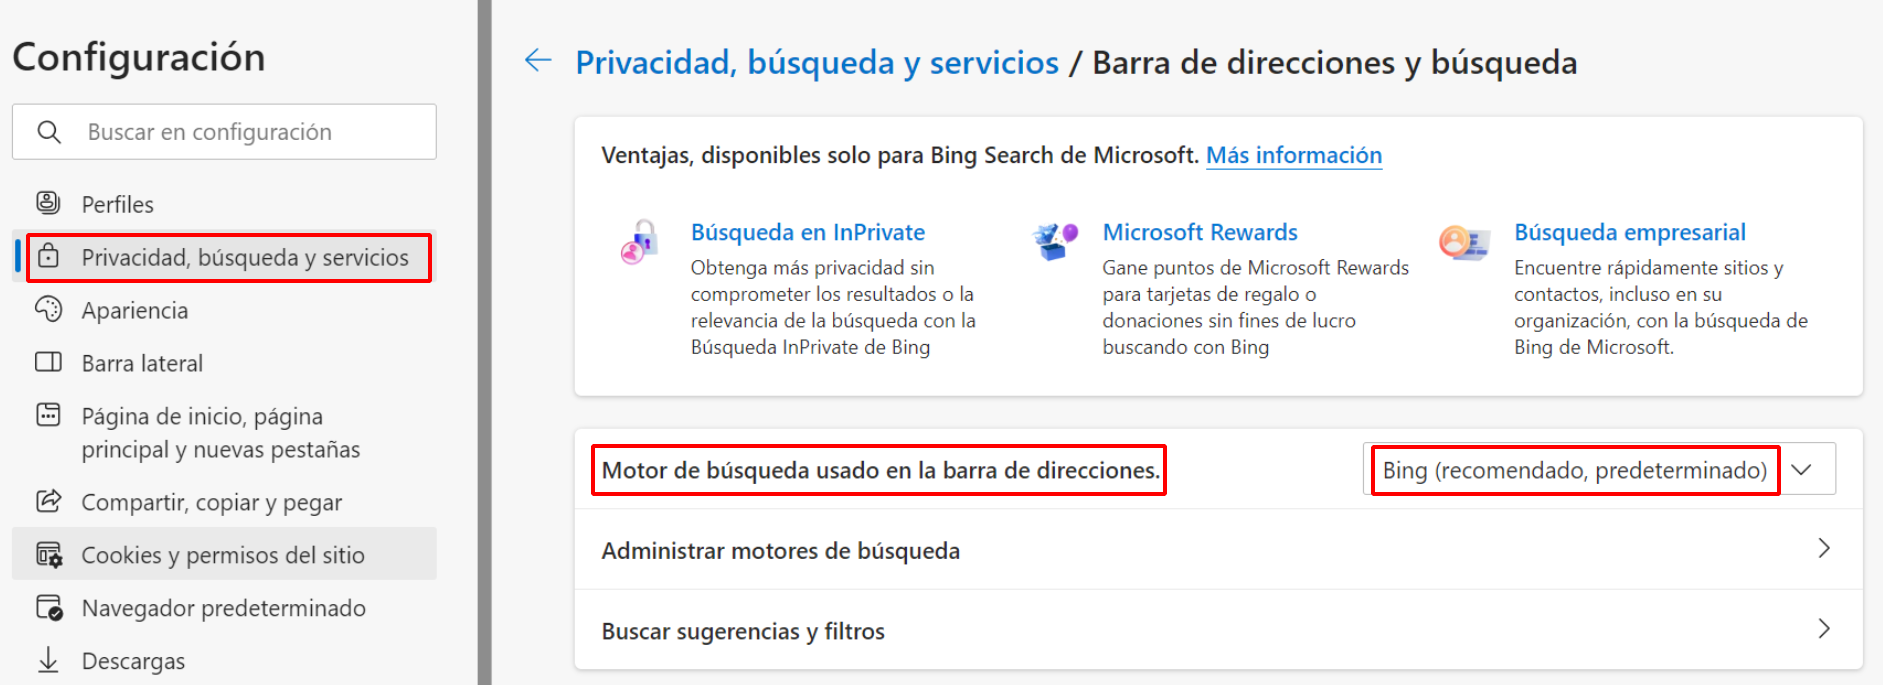 Configuración
Buscar en configuración
Perfiles
Privacidad, búsqueda y servicios
Apariencia
Barra lateral
Página de inicio, página
principal y nuevas pestañas
Compartir, copiar y pegar
Cookies y permisos del sitio
Navegador predeterminado
Descargas
Privacidad, búsqueda y servicios / Barra de direcciones y búsqueda
Ventajas, disponibles solo para Bing Search de Microsoft. Más información
Búsqueda en InPrivate
Obtenga más privacidad sin
comprometer los resultados o la
relevancia de la búsqueda con la
Búsqueda InPrivate de Bing
Microsoft Rewards
Gane puntos de Microsoft Rewards
para tarjetas de regalo o
donaciones sin fines de lucro
buscando con Bing
Búsqueda empresarial
Encuentre rápidamente sitios y
contactos, incluso en su
organización, con la búsqueda de
Bing de Microsoft.
Motor de búsqueda usado en la barra de direcciones.
Bing (recomendado, predeterminado)
Administrar motores de búsqueda
Buscar sugerencias y filtros